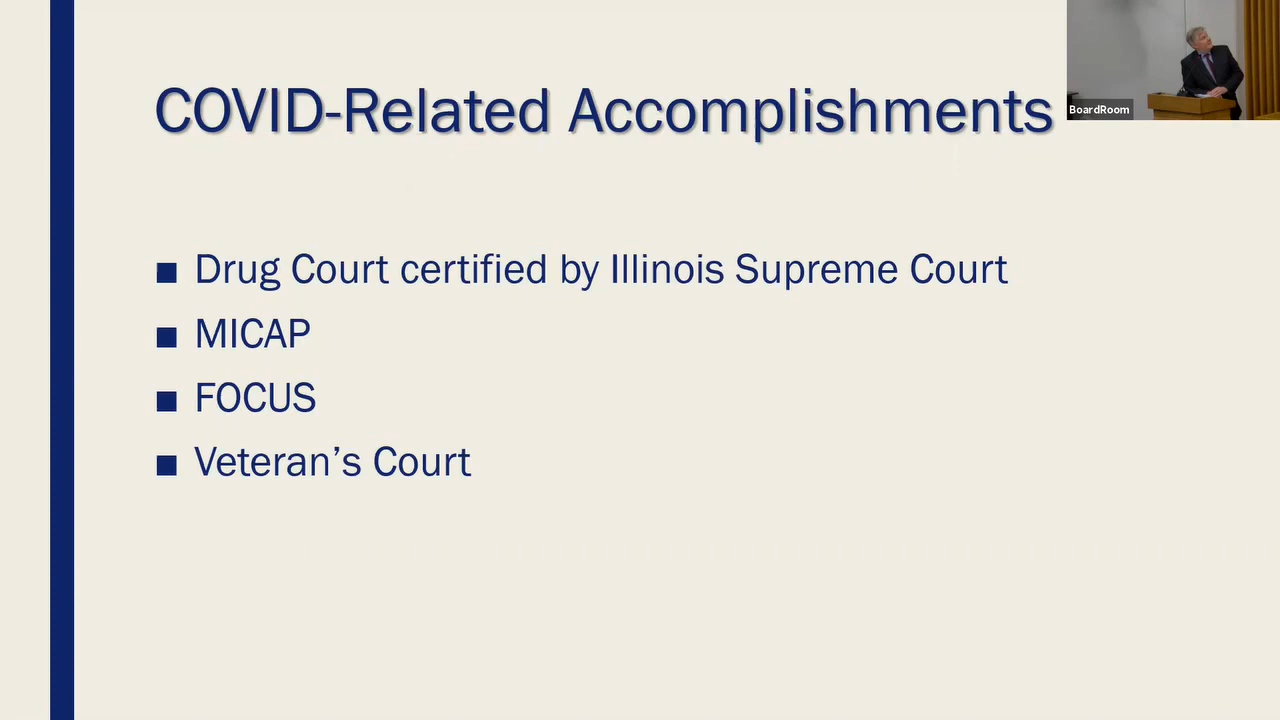 COVID-Related Accomplishments
BoardRoom
■ Drug Court certified by Illinois Supreme Court
■ MICAP
■ FOCUS
■ Veteran’s Court